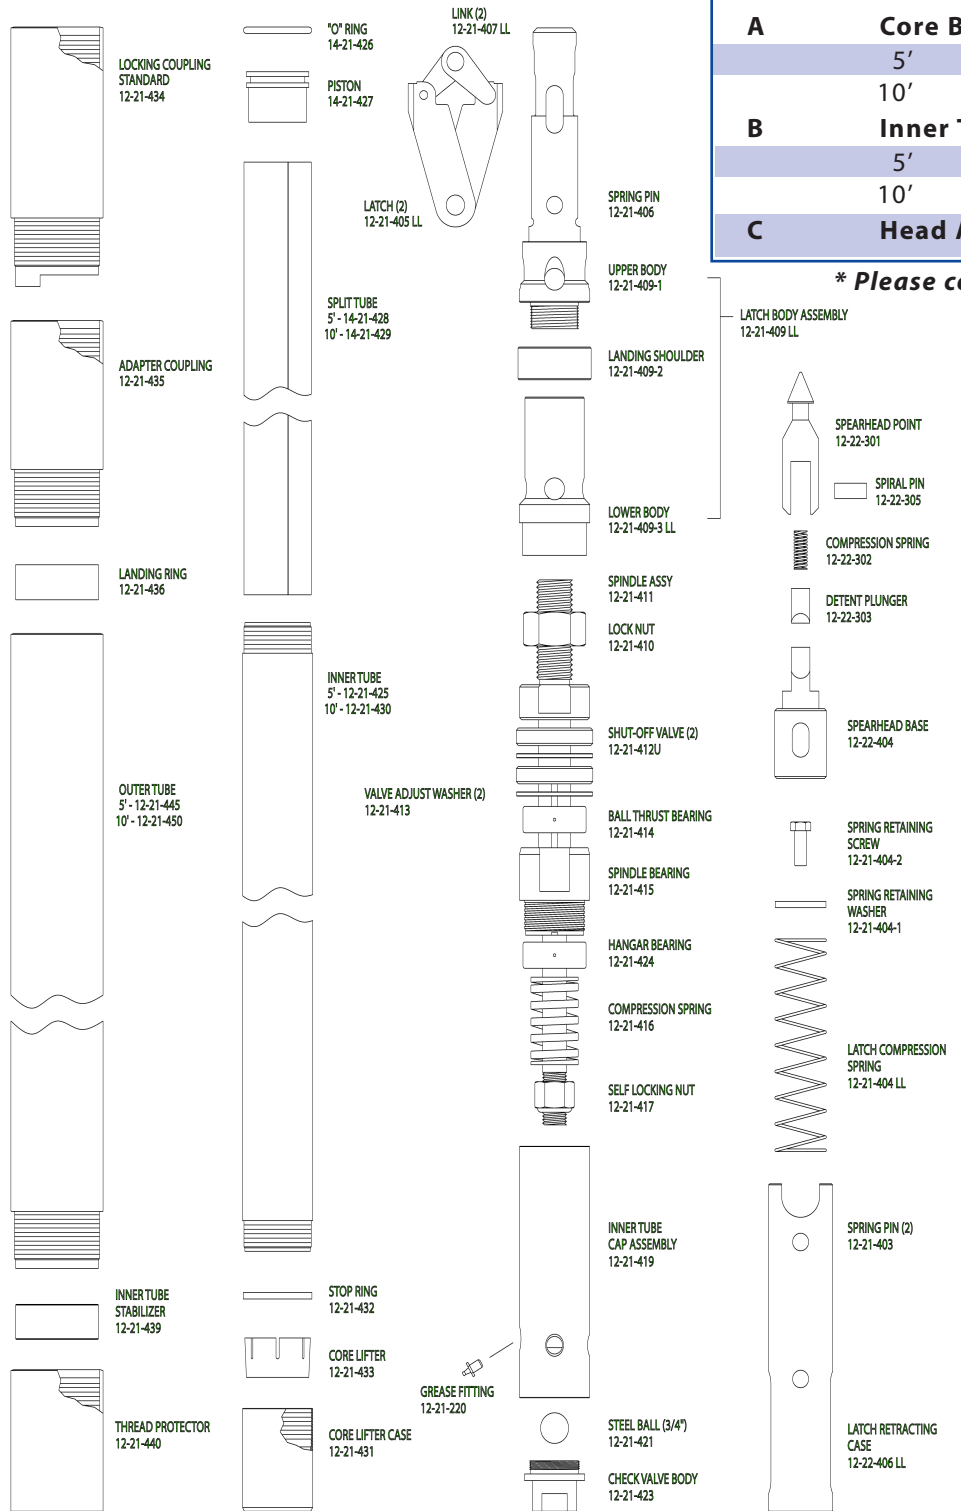 LOCKING COUPLING
STANDARD
12-21-434
ADAPTER COUPLING
12-21-435
LANDING RING
12-21-436
OUTER TUBE
5' - 12-21-445
10' - 12-21-450
INNER TUBE
STABILIZER
12-21-439
THREAD PROTECTOR
12-21-440
"O" RING
14-21-426
PISTON
14-21-427
SPLIT TUBE
5' - 14-21-428
10' - 14-21-429
INNER TUBE
5' - 12-21-425
10' - 12-21-430
STOP RING
12-21-432
CORE LIFTER
12-21-433
CORE LIFTER CASE
12-21-431
LINK (2)
12-21-407 LL
LATCH (2)
12-21-405 LL
VALVE ADJUST WASHER (2)
12-21-413
GREASE FITTING
12-21-220
SPRING PIN
12-21-406
UPPER BODY
12-21-409-1
LANDING SHOULDER
12-21-409-2
LOWER BODY
12-21-409-3 LL
SPINDLE ASSY
12-21-411
LOCK NUT
12-21-410
SHUT-OFF VALVE (2)
12-21-412U
BALL THRUST BEARING
12-21-414
SPINDLE BEARING
12-21-415
HANGAR BEARING
12-21-424
COMPRESSION SPRING
12-21-416
SELF LOCKING NUT
12-21-417
INNER TUBE
CAP ASSEMBLY
12-21-419
STEEL BALL (3/4")
12-21-421
CHECK VALVE BODY
12-21-423
A Core B
5′
10′
B Inner T
5′
10′
C Head A
* Please co
LATCH BODY ASSEMBLY
12-21-409 LL
SPEARHEAD POINT
12-22-301
SPIRAL PIN
12-22-305
COMPRESSION SPRING
12-22-302
DETENT PLUNGER
12-22-303
SPEARHEAD BASE
12-22-404
SPRING RETAINING
SCREW
12-21-404-2
SPRING RETAINING
WASHER
12-21-404-1
LATCH COMPRESSION
SPRING
12-21-404 LL
SPRING PIN (2)
12-21-403
LATCH RETRACTING
CASE
12-22-406 LL